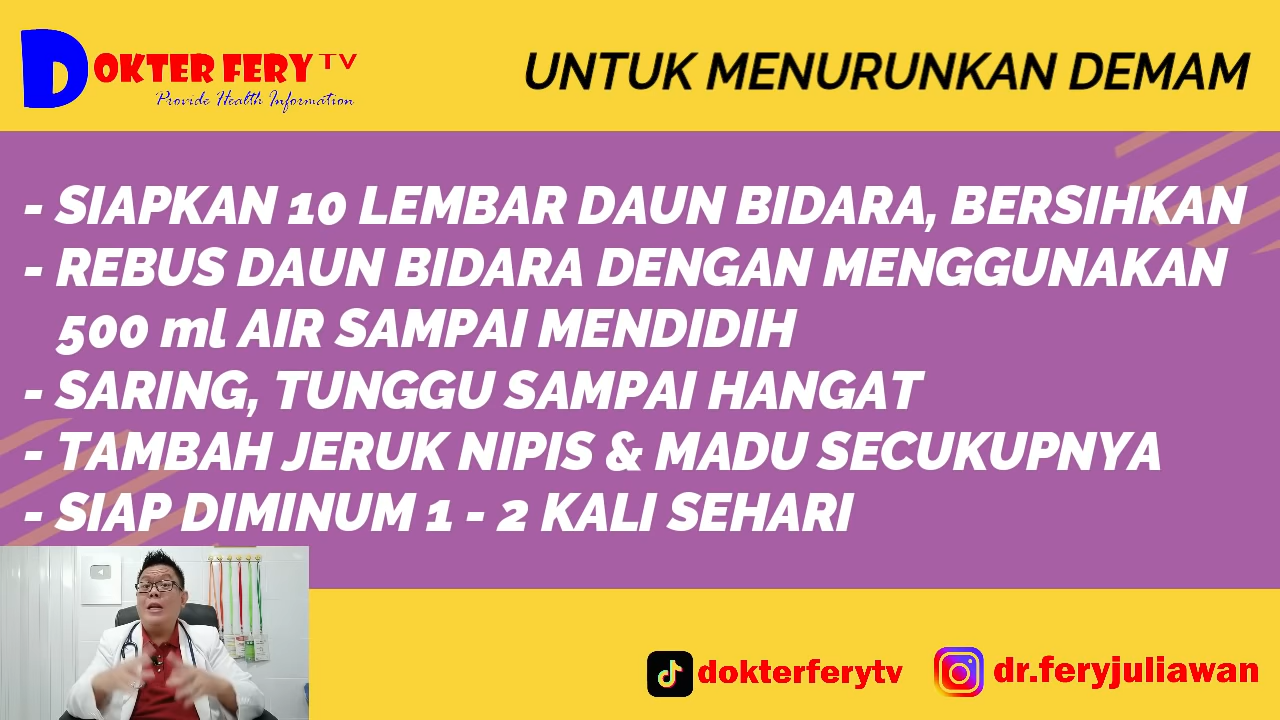 DOKTER FERY TV
Provide Health Information
UNTUK MENURUNKAN DEMAM
- SIAPKAN 10 LEMBAR DAUN BIDARA, BERSIHKAN
- REBUS DAUN BIDARA DENGAN MENGGUNAKAN
500 ml AIR SAMPAI MENDIDIH
- SARING, TUNGGU SAMPAI HANGAT
- TAMBAH JERUK NIPIS & MADU SECUKUPNYA
- SIAP DIMINUM 1 - 2 KALI SEHARI
dokterferytv
dr.feryjuliawan